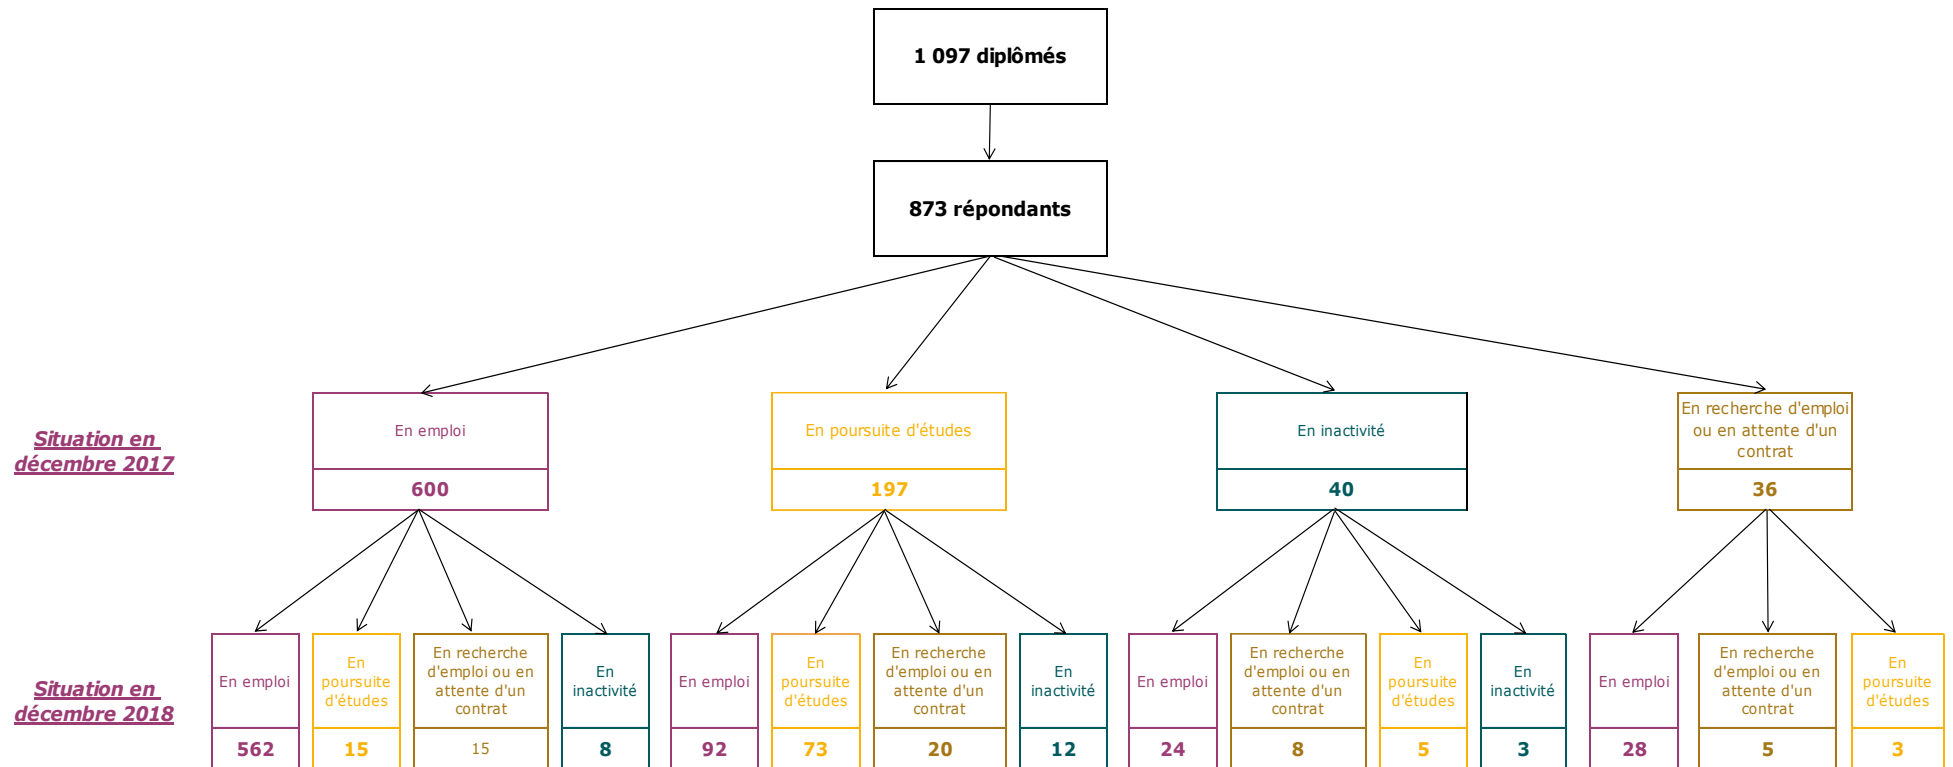 1 097 diplômés
873 répondants
Situation en
décembre 2017
En emploi
600
En poursuite d'études
197
En inactivité
40
En recherche d'emploi
ou en attente d'un
contrat
36
Situation en
décembre 2018
En emploi
562
En
poursuite
d'études
15
En recherche
d'emploi ou en
attente d'un
contrat
15
En
inactivité
8
En emploi
92
En
poursuite
d'études
73
En recherche
d'emploi ou en
attente d'un
contrat
20
En
inactivité
12
En emploi
24
En recherche
d'emploi ou en
attente d'un
contrat
8
En
poursuite
d'études
5
En
inactivité
3
En emploi
28
En recherche
d'emploi ou en
attente d'un
contrat
5
En
poursuite
d'études
3